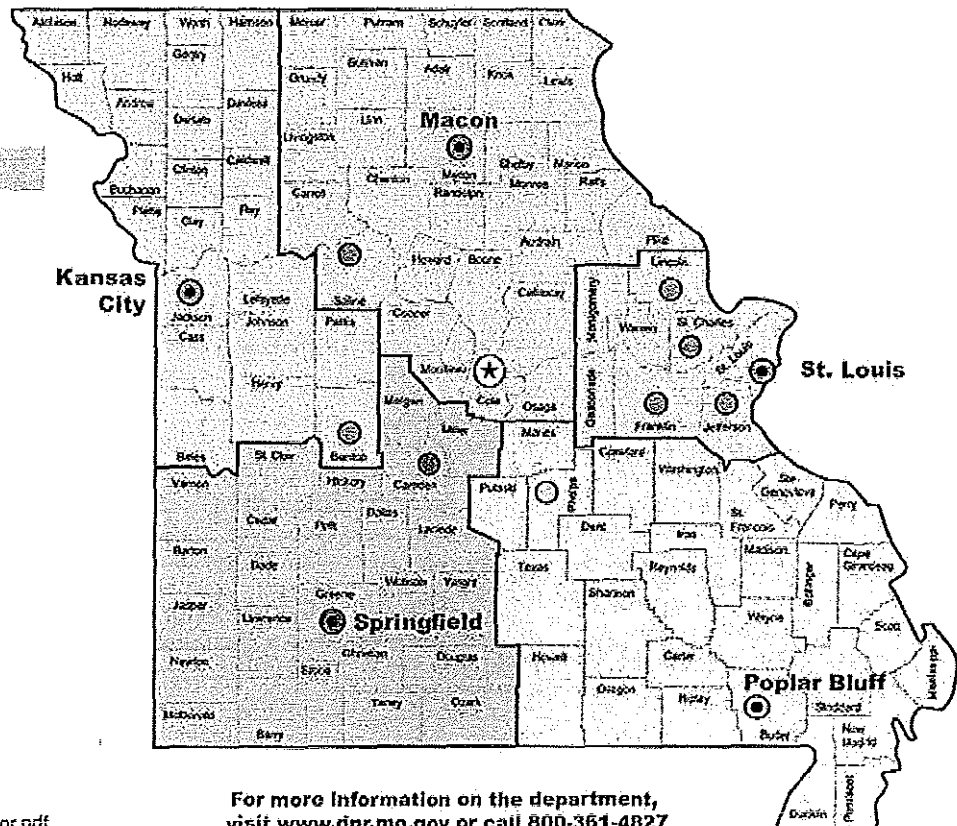 Nodaway Worth Harrison Mercer Putnam Schuyler Scotland Clark
Gentry Sullivan
Holt Grundy Adair Knox Lewis
Andrew Daviess
DeKalb Linn Macon
Livingston
Clinton Caldwell Chariton Macon Shelby Marion
Buchanan Carroll Randolph Monroe Ralls
Platte Clay Ray
Audrain Pike
Howard Boone Lincoln
Kansas City
Lafayette Saline Callaway Montgomery
Jackson Johnson Pettis Cooper Warren St. Charles
Cass St. Louis
St. Louis
Moniteau Cole
Henry Morgan Osage Gasconade Franklin Jefferson
Miller Maries
Bates Benton Crawford
St. Clair Washington
Vernon Hickory Camden Pulaski Phelps Ste. Genevieve
Perry
Cedar Polk Dallas Laclede Dent Iron St. Francois
Barton Madison Cape Girardeau
Dade Texas Reynolds Bollinger
Webster Wright Shannon
Jasper Greene Wayne
Lawrence Springfield Scott
Newton Christian Douglas Howell Carter Mississippi
Stone Oregon Ripley Poplar Bluff
McDonald Taney Ozark Stoddard
Barry Butler New Madrid
Dunklin Pemiscot
For more information on the department,
visit www.dnr.mo.gov or call 800-361-4827
or.pdf